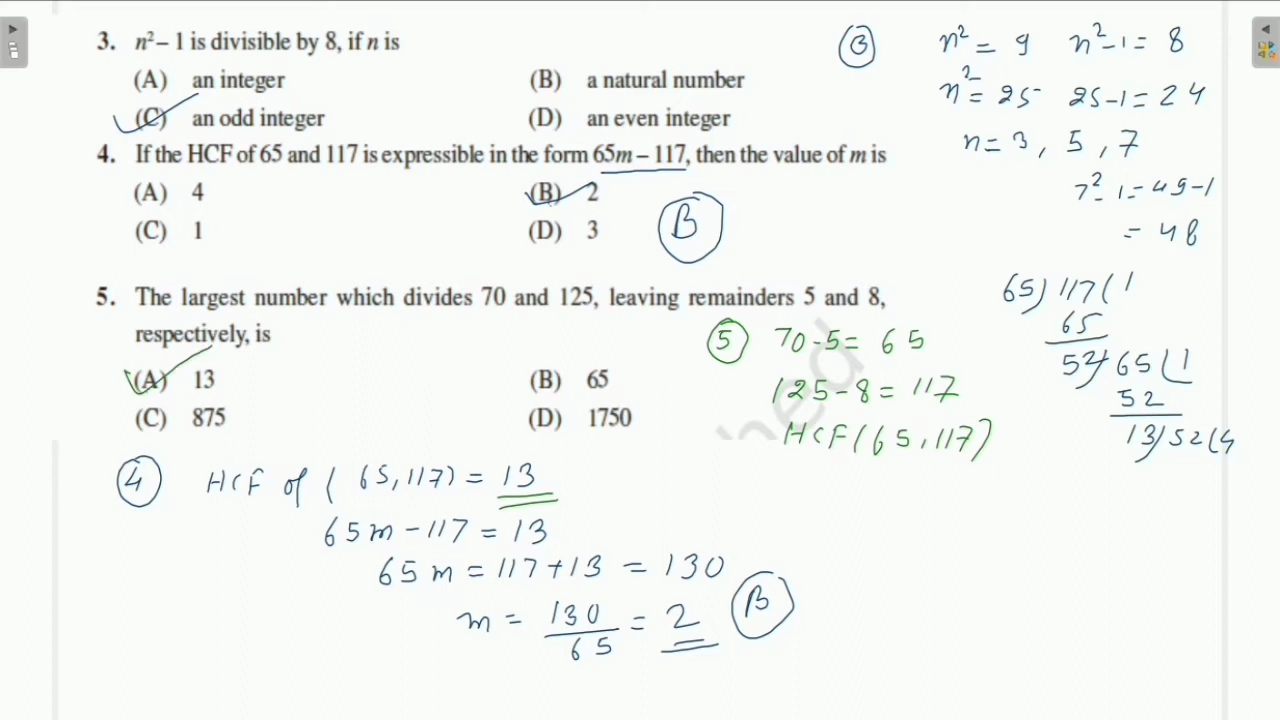 3. n² – 1 is divisible by 8, if n is
(A) an integer (B) a natural number
(C) an odd integer (D) an even integer
4. If the HCF of 65 and 117 is expressible in the form 65m – 117, then the value of m is
(A) 4 (B) 2
(C) 1 (D) 3
B
5. The largest number which divides 70 and 125, leaving remainders 5 and 8,
respectively, is
(A) 13 (B) 65
(C) 875 (D) 1750
3 n² = 9 n²-1 = 8
n² = 25 25-1 = 24
n = 3, 5, 7
7²-1 = 49-1
= 48
65) 117 (1
65
52) 65 (1
52
13) 52 (4
5 70-5 = 65
125-8 = 117
HCF (65, 117)
4 HCF of (65, 117) = 13
65m - 117 = 13
65m = 117 + 13 = 130
m = 130/65 = 2 B